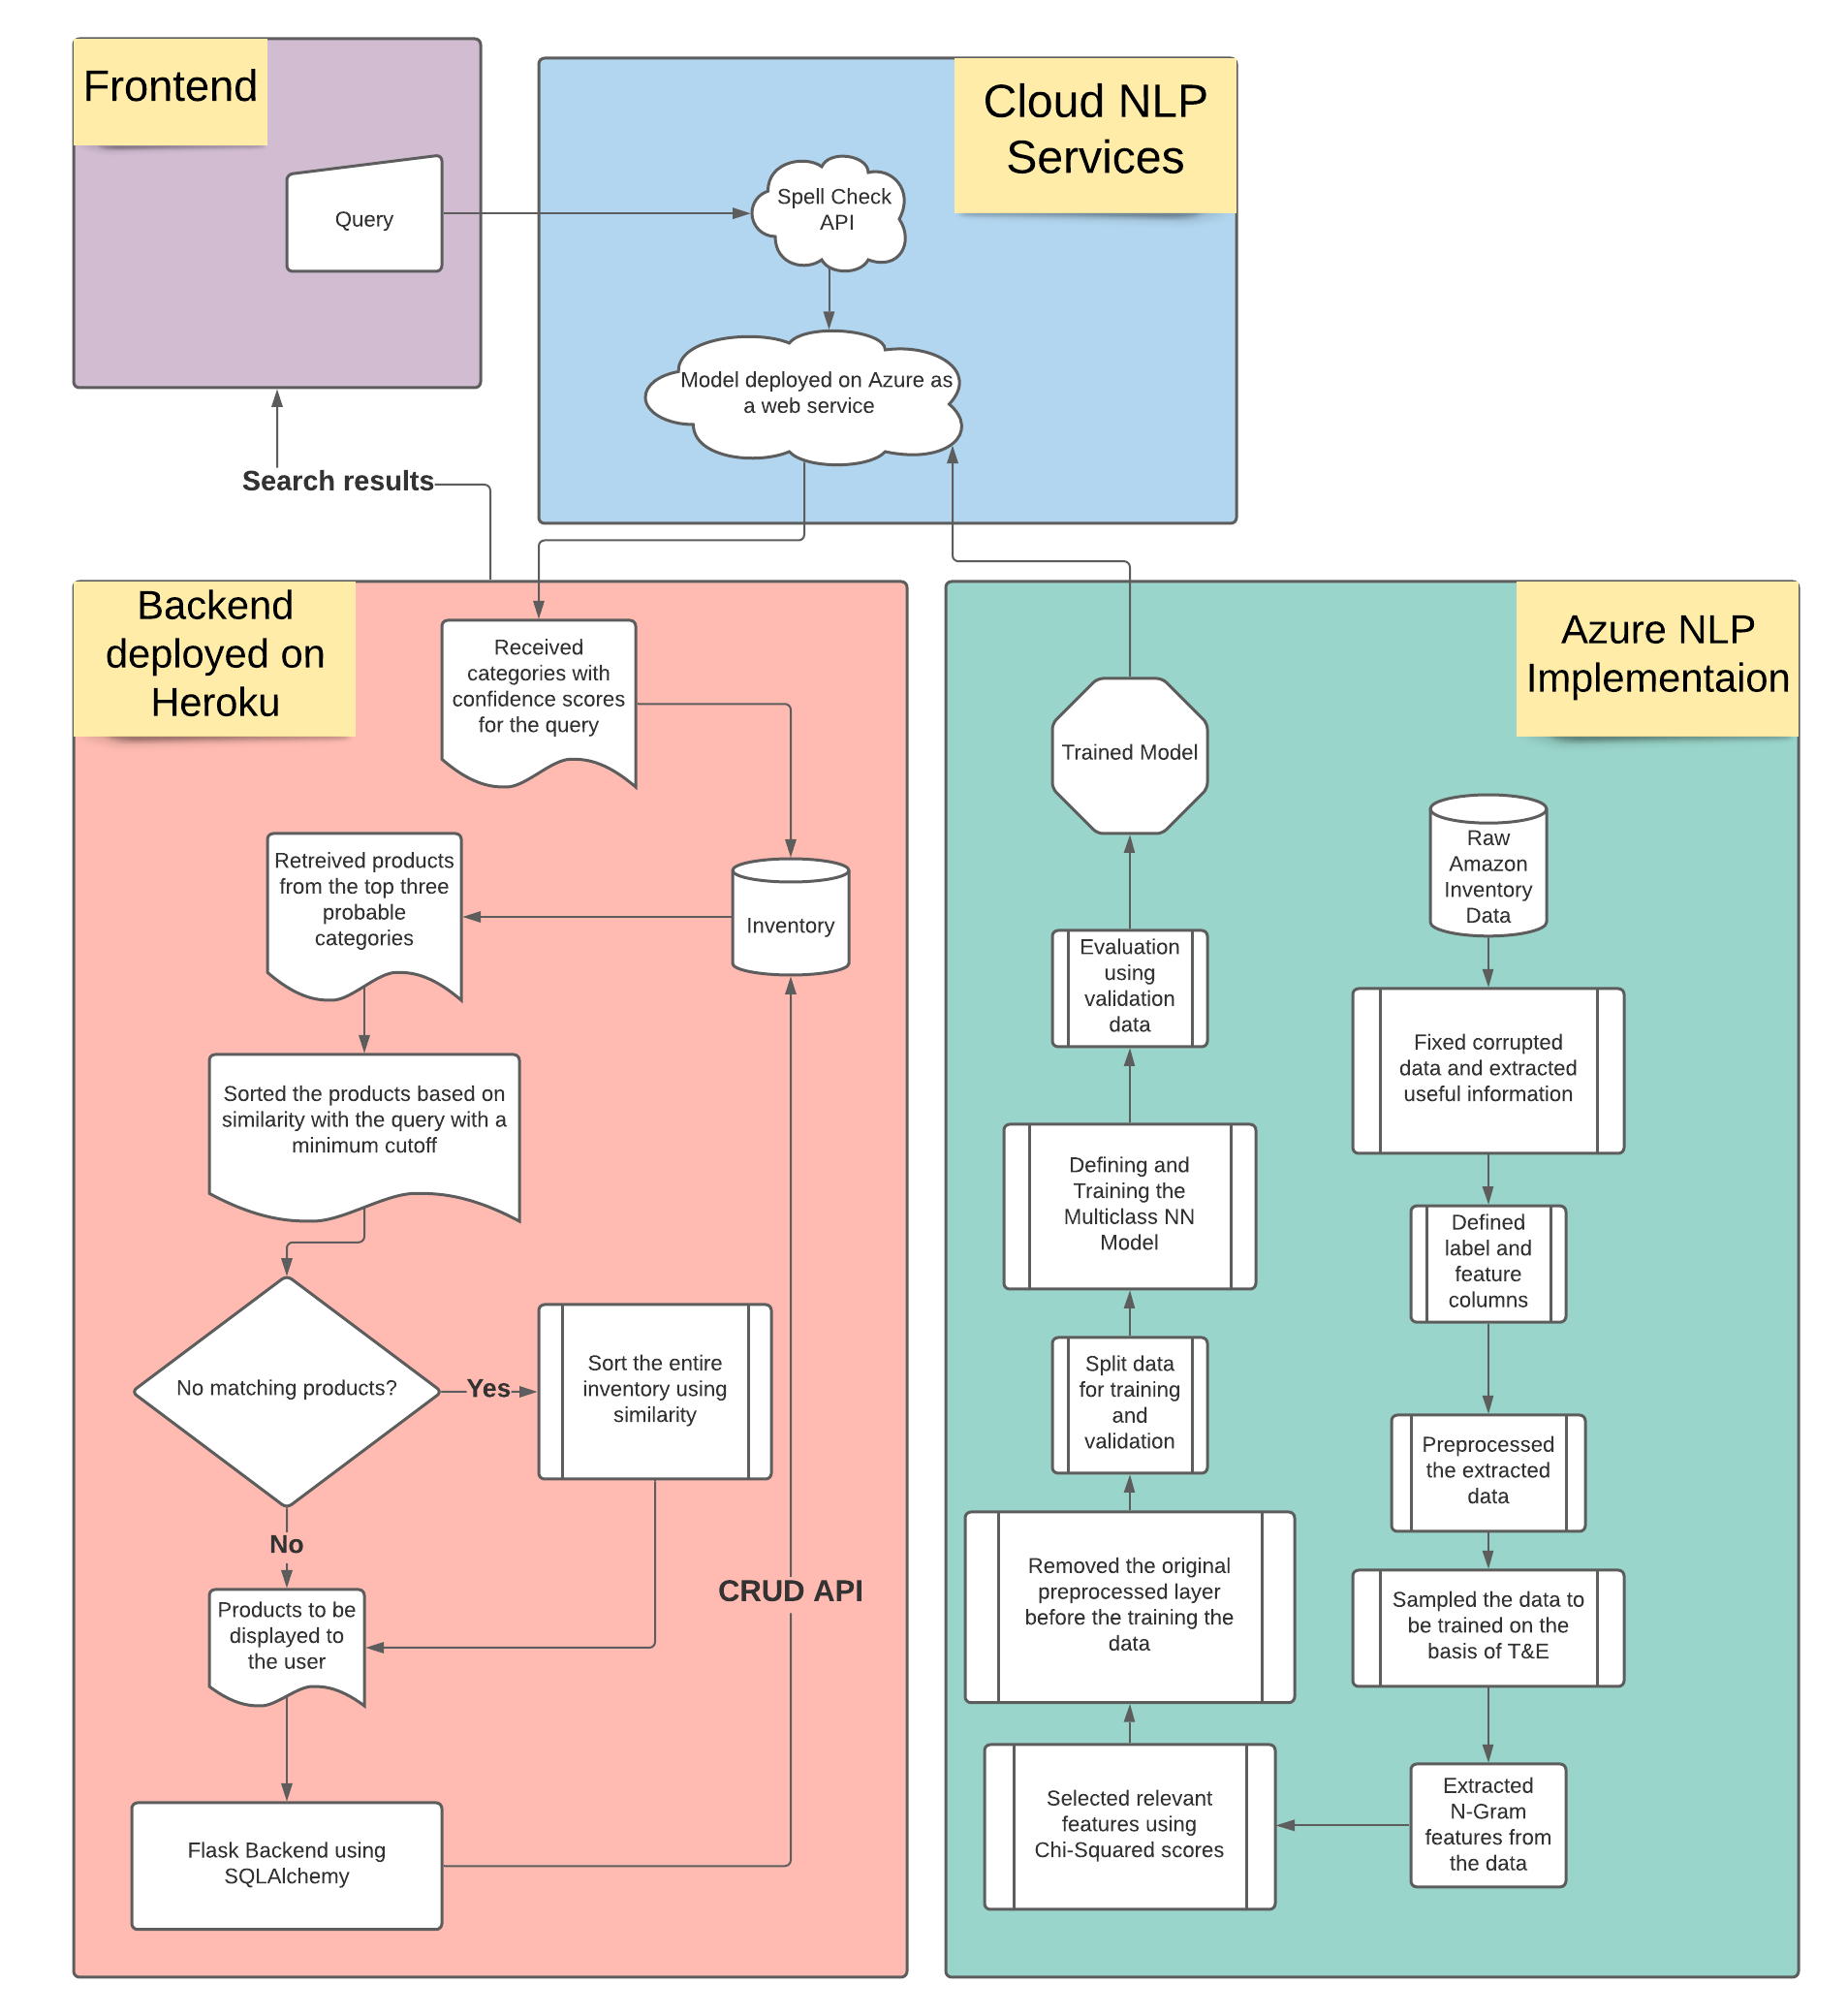 Frontend
Query
Cloud NLP
Services
Spell Check
API
Model deployed on Azure as
a web service
Search results
Backend
deployed on
Heroku
Received
categories with
confidence scores
for the query
Retreived products
from the top three
probable
categories
Inventory
Sorted the products based on
similarity with the query with a
minimum cutoff
No matching products?
Yes
Sort the entire
inventory using
similarity
No
Products to be
displayed to
the user
CRUD API
Flask Backend using
SQLAlchemy
Azure NLP
Implementaion
Trained Model
Raw
Amazon
Inventory
Data
Evaluation
using
validation
data
Fixed corrupted
data and extracted
useful information
Defining and
Training the
Multiclass NN
Model
Defined
label and
feature
columns
Split data
for training
and
validation
Preprocessed
the extracted
data
Removed the original
preprocessed layer
before the training the
data
Sampled the data to
be trained on the
basis of T&E
Selected relevant
features using
Chi-Squared scores
Extracted
N-Gram
features from
the data